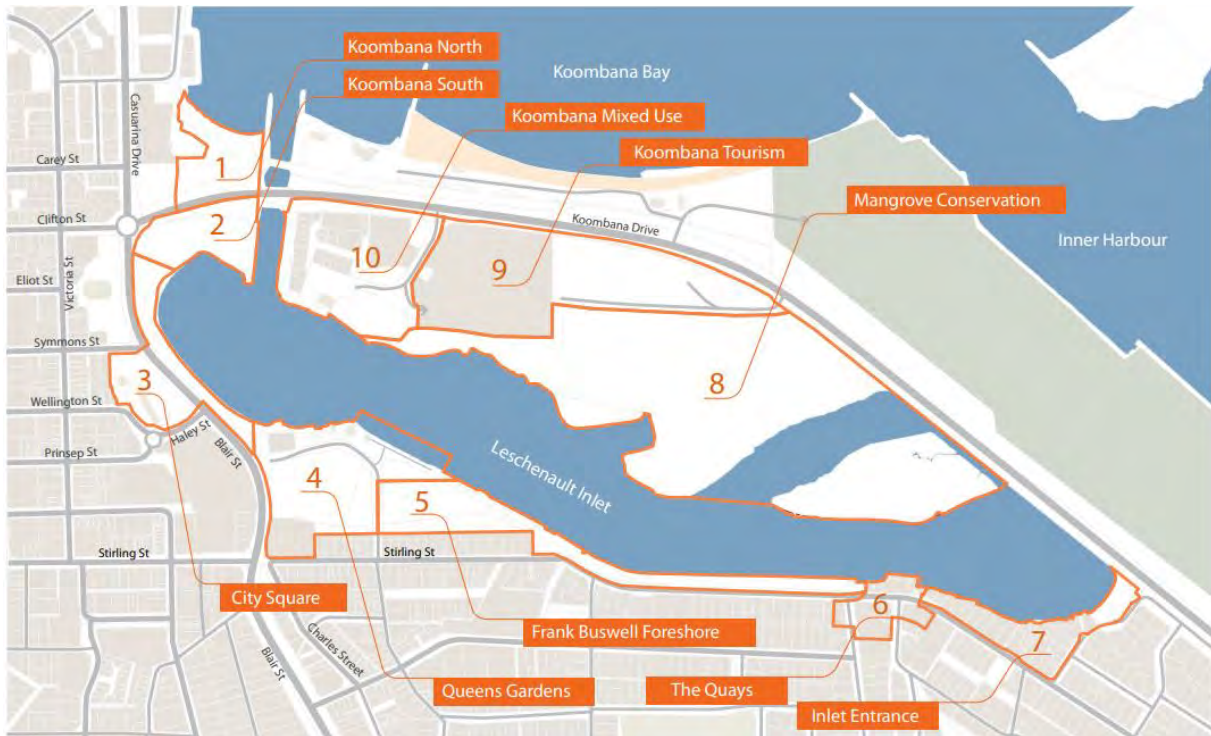 Koombana North
Koombana South
Koombana Bay
Koombana Mixed Use
Koombana Tourism
Mangrove Conservation
Inner Harbour
Casuarina Drive
Carey St
1
Clifton St
2
Koombana Drive
Victoria St
10
9
Eliot St
Symmons St
3
8
Wellington St
Haley St
Blair St
Prinsep St
Leschenault Inlet
4
5
Stirling St
Stirling St
City Square
6
Frank Buswell Foreshore
7
Charles Street
Blair St
Queens Gardens
The Quays
Inlet Entrance